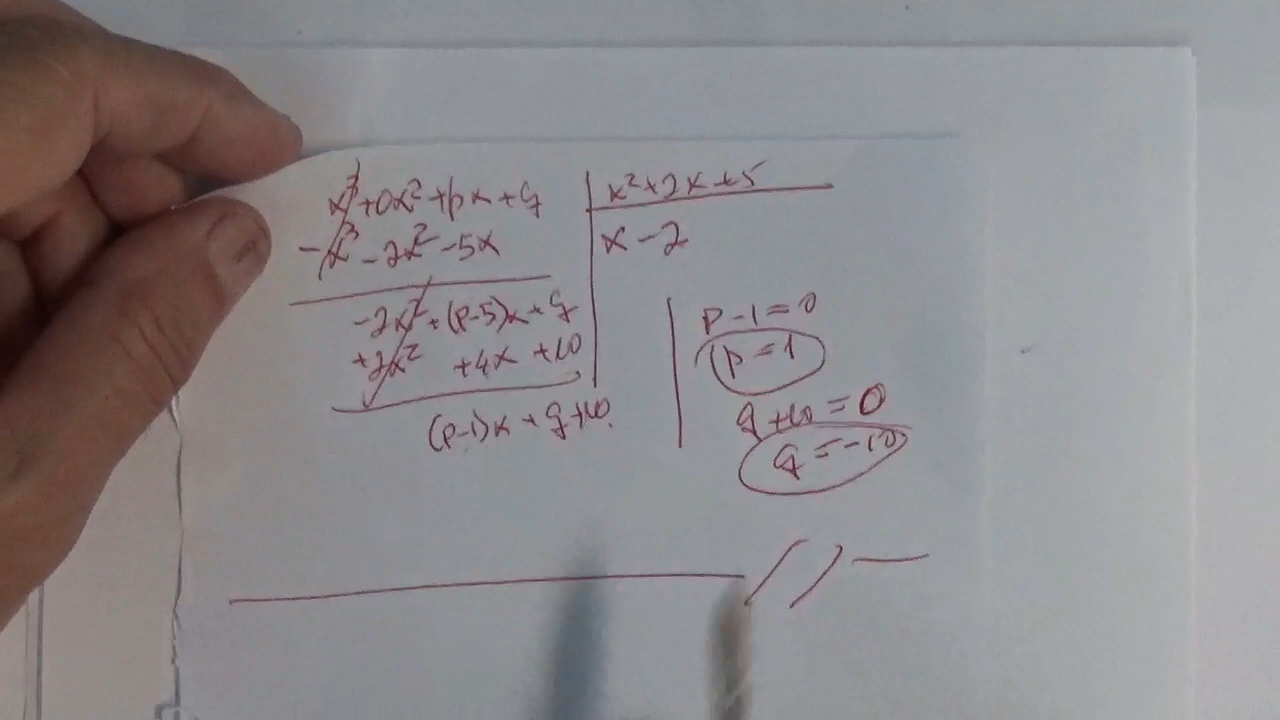 x³+0x²+px+q | x²+2x+5
-x³-2x²-5x | x-2
-2x²+(p-5)x+q
+2x² +4x +10
(p-1)x+q+10.
p-1=0
p=1
q+10=0
q=-10